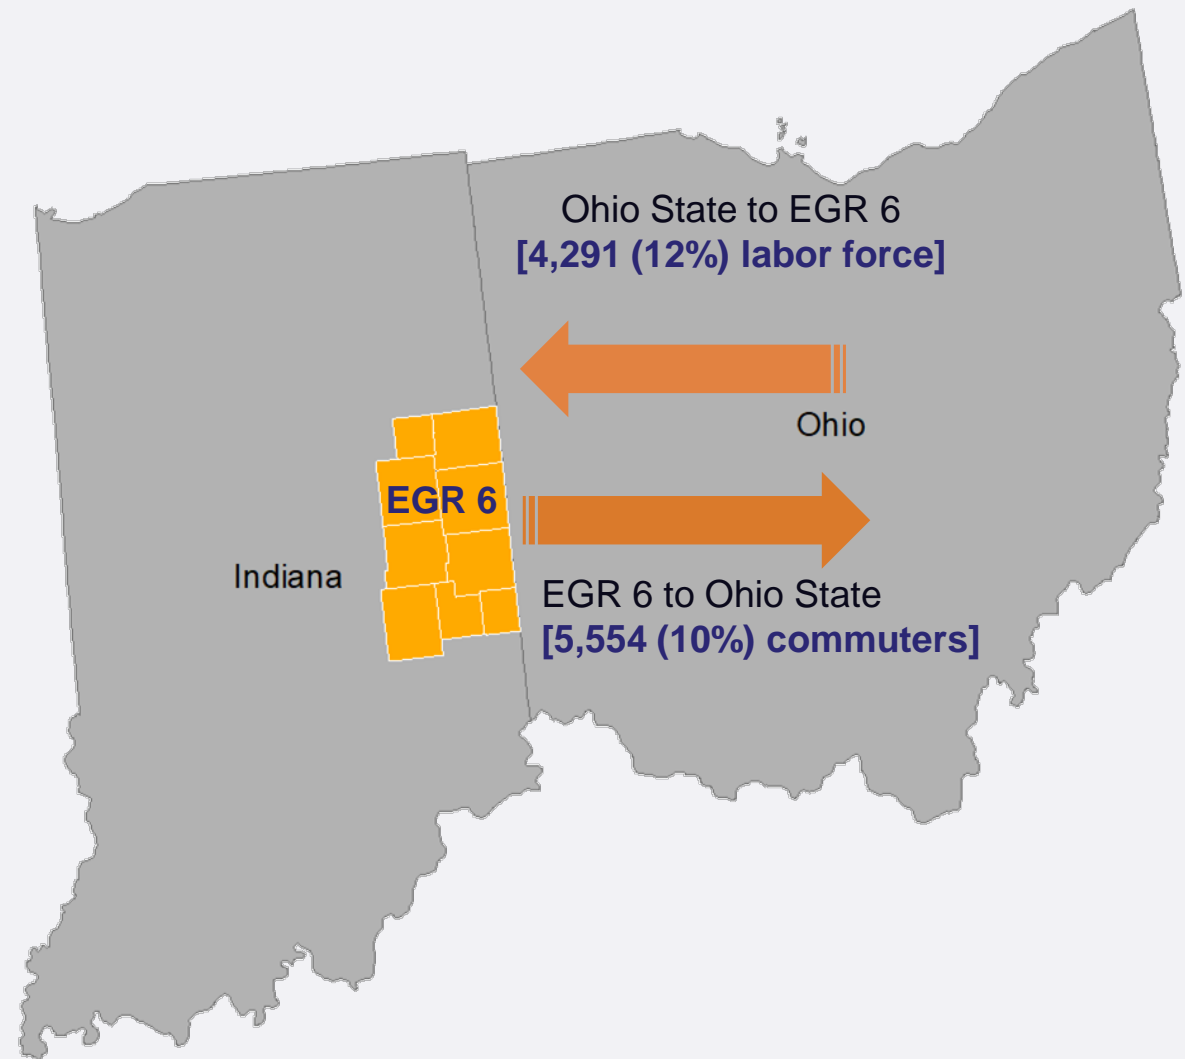 Ohio State to EGR 6
[4,291 (12%) labor force]
Ohio
EGR 6
Indiana
EGR 6 to Ohio State
[5,554 (10%) commuters]